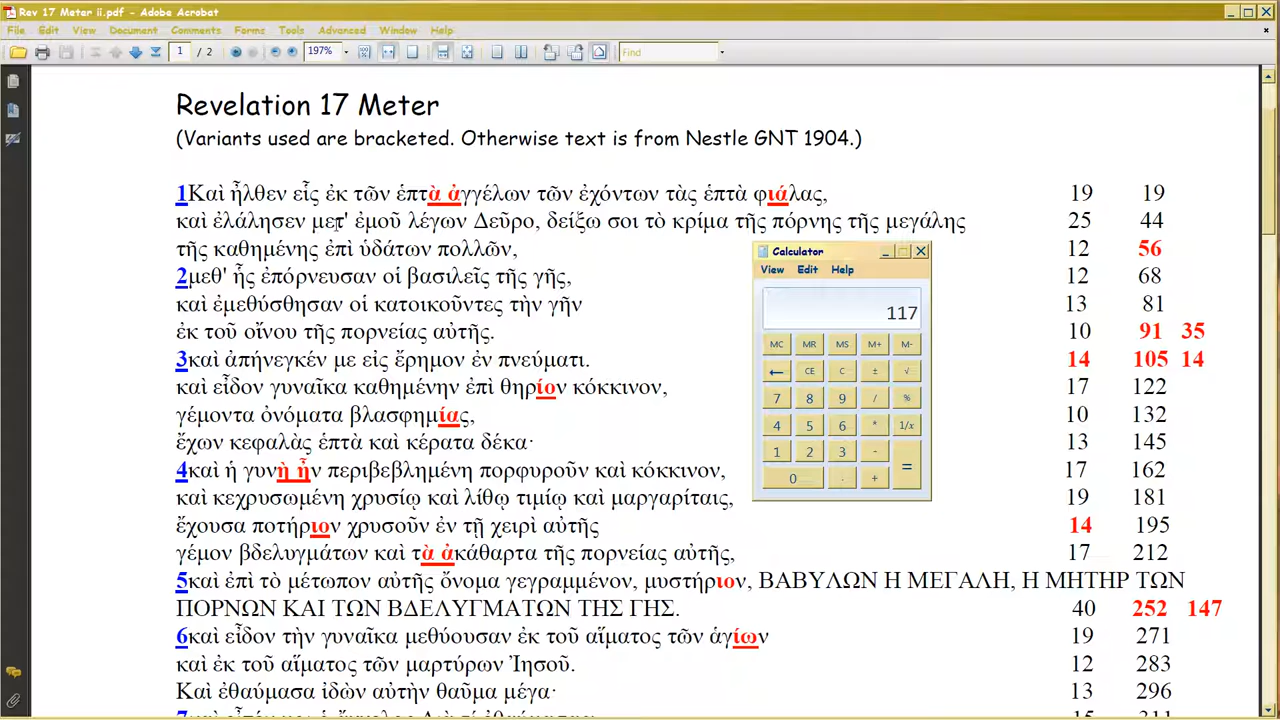 Rev 17 Meter ii.pdf - Adobe Acrobat
File Edit View Document Comments Forms Tools Advanced Window Help
1 / 2 197% Find
Revelation 17 Meter
(Variants used are bracketed. Otherwise text is from Nestle GNT 1904.)
1Καὶ ἦλθεν εἷς ἐκ τῶν ἑπτὰ ἀγγέλων τῶν ἐχόντων τὰς ἑπτὰ φιάλας, 19 19
καὶ ἐλάλησεν μετ' ἐμοῦ λέγων Δεῦρο, δείξω σοι τὸ κρίμα τῆς πόρνης τῆς μεγάλης 25 44
τῆς καθημένης ἐπὶ ὑδάτων πολλῶν, 12 56
2μεθ' ἧς ἐπόρνευσαν οἱ βασιλεῖς τῆς γῆς, 12 68
καὶ ἐμεθύσθησαν οἱ κατοικοῦντες τὴν γῆν 13 81
ἐκ τοῦ οἴνου τῆς πορνείας αὐτῆς. 10 91 35
3καὶ ἀπήνεγκέν με εἰς ἔρημον ἐν πνεύματι. 14 105 14
καὶ εἶδον γυναῖκα καθημένην ἐπὶ θηρίον κόκκινον, 17 122
γέμοντα ὀνόματα βλασφημίας, 10 132
ἔχων κεφαλὰς ἑπτὰ καὶ κέρατα δέκα· 13 145
4καὶ ἡ γυνὴ ἦν περιβεβλημένη πορφυροῦν καὶ κόκκινον, 17 162
καὶ κεχρυσωμένη χρυσίῳ καὶ λίθῳ τιμίῳ καὶ μαργαρίταις, 19 181
ἔχουσα ποτήριον χρυσοῦν ἐν τῇ χειρὶ αὐτῆς 14 195
γέμον βδελυγμάτων καὶ τὰ ἀκάθαρτα τῆς πορνείας αὐτῆς, 17 212
5καὶ ἐπὶ τὸ μέτωπον αὐτῆς ὄνομα γεγραμμένον, μυστήριον, ΒΑΒΥΛΩΝ Η ΜΕΓΑΛΗ, Η ΜΗΤΗΡ ΤΩΝ
ΠΟΡΝΩΝ ΚΑΙ ΤΩΝ ΒΔΕΛΥΓΜΑΤΩΝ ΤΗΣ ΓΗΣ. 40 252 147
6καὶ εἶδον τὴν γυναῖκα μεθύουσαν ἐκ τοῦ αἵματος τῶν ἁγίων 19 271
καὶ ἐκ τοῦ αἵματος τῶν μαρτύρων Ἰησοῦ. 12 283
Καὶ ἐθαύμασα ἰδὼν αὐτὴν θαῦμα μέγα· 13 296
Calculator
View Edit Help
117
MC MR MS M+ M-
← CE C ± √
7 8 9 / %
4 5 6 * 1/x
1 2 3 - =
0 . +